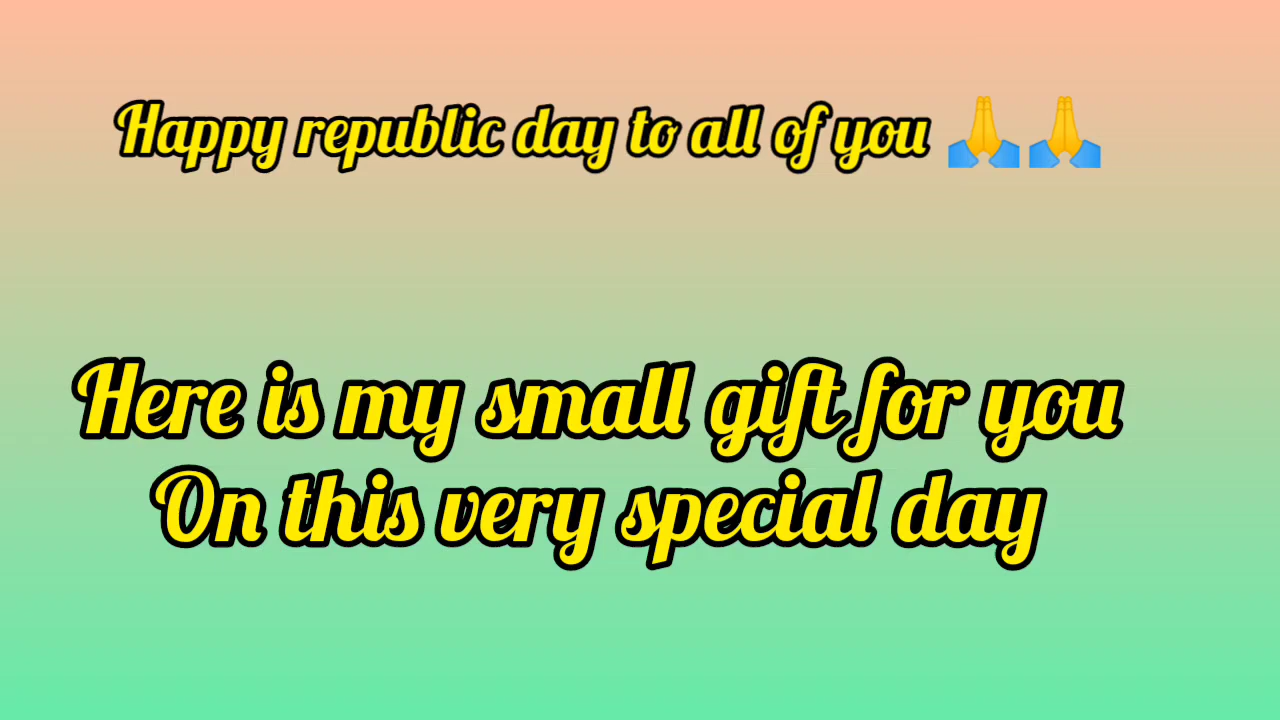 Happy republic day to all of you 🙏🙏
Here is my small gift for you
On this very special day